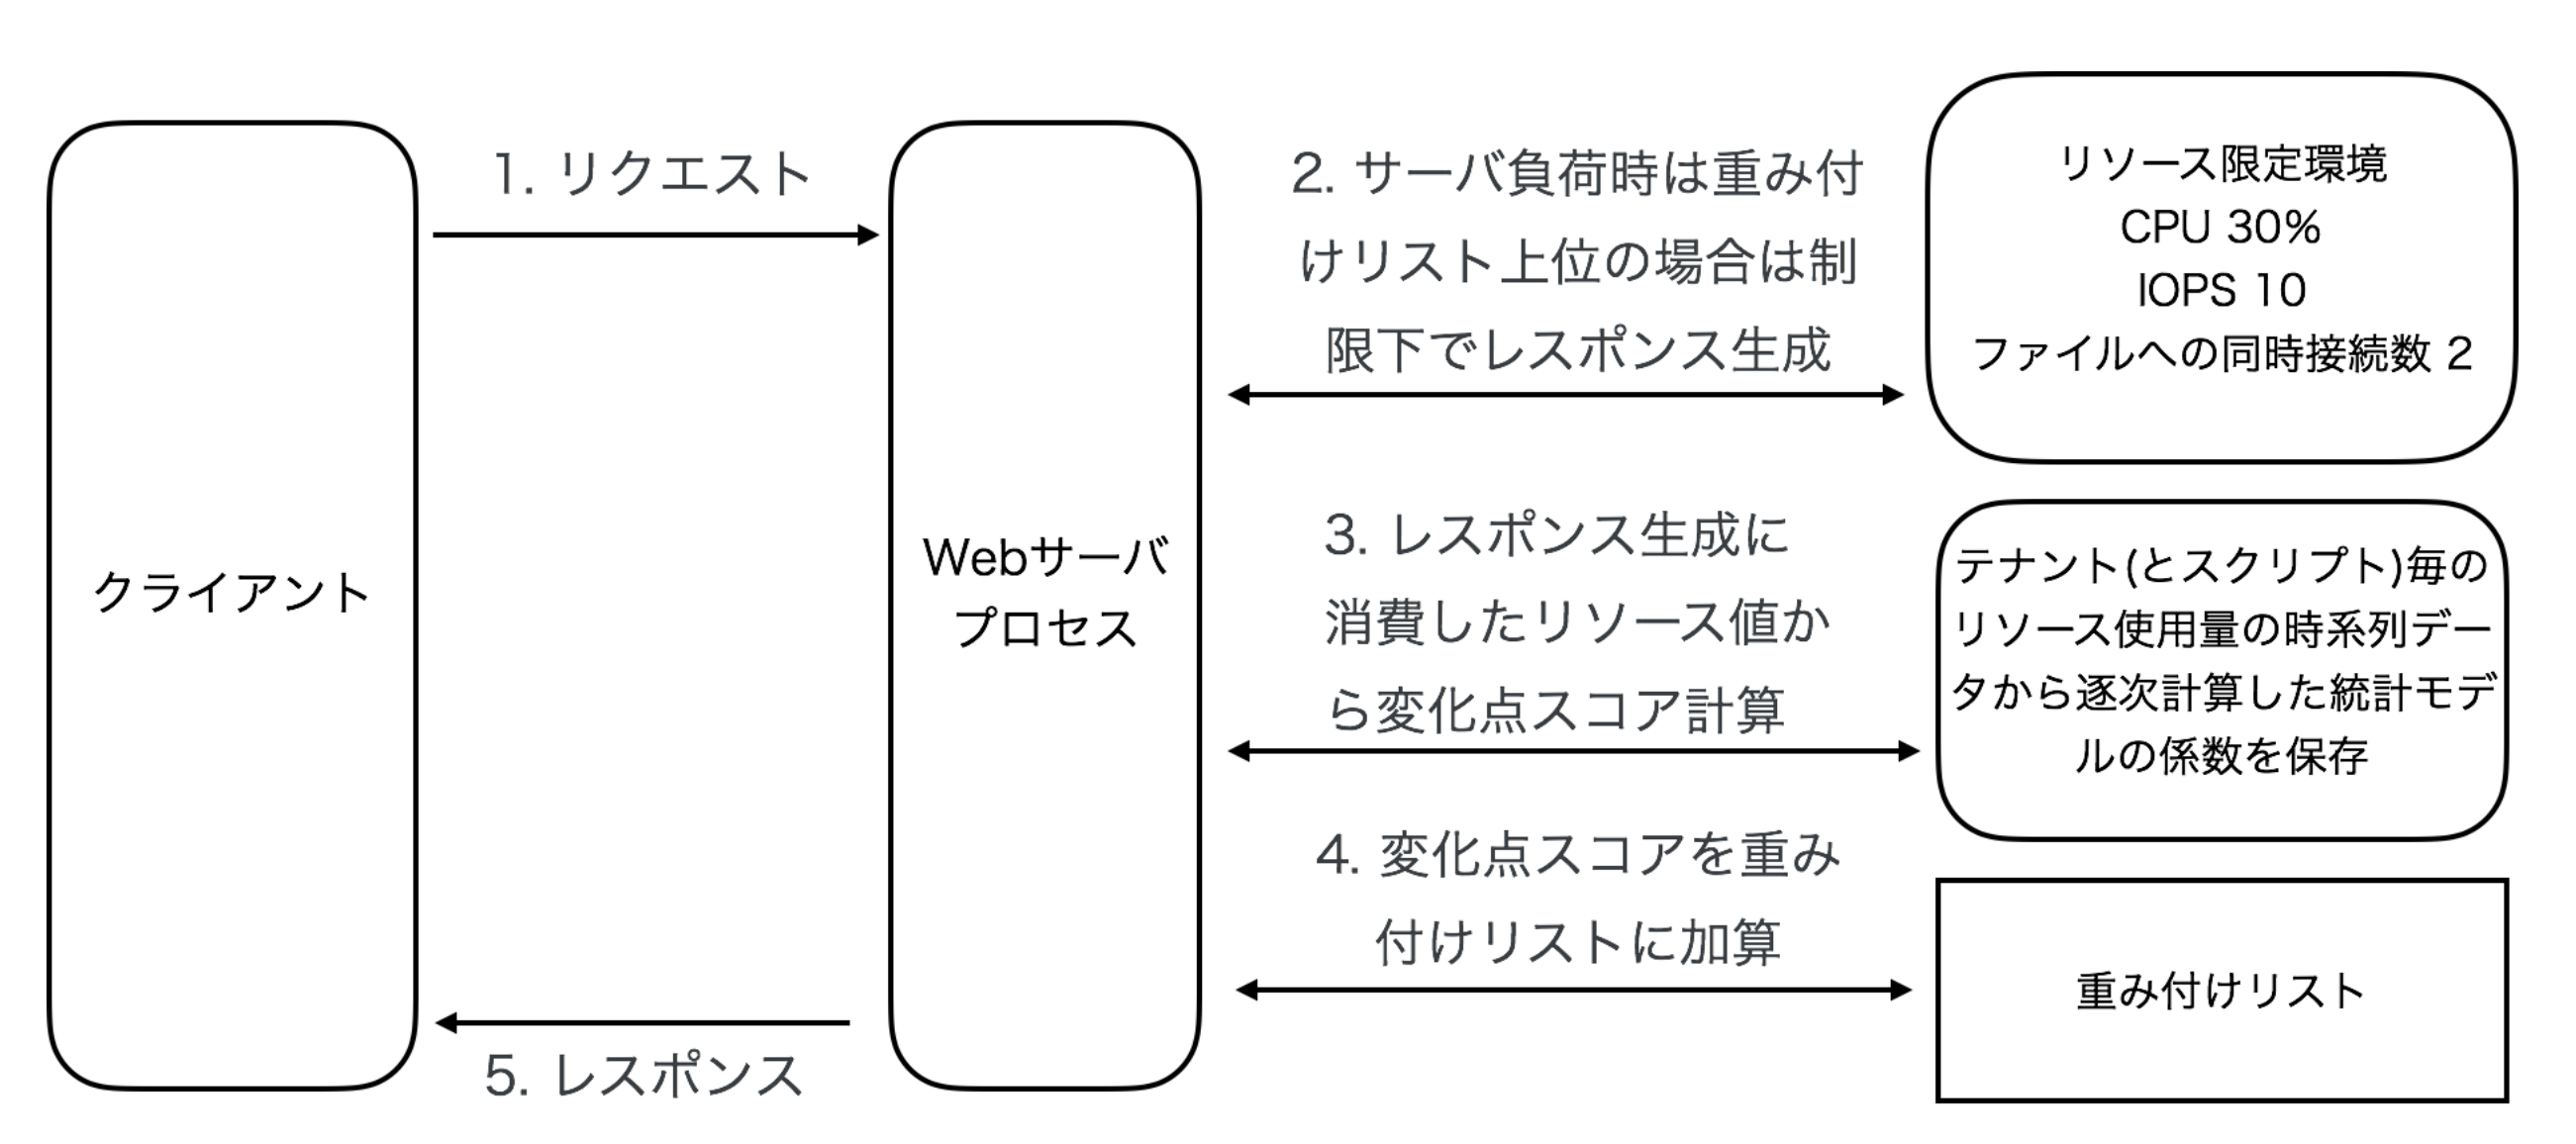 クライアント
1. リクエスト
5. レスポンス
Webサーバ
プロセス
2. サーバ負荷時は重み付
けリスト上位の場合は制
限下でレスポンス生成
3. レスポンス生成に
消費したリソース値か
ら変化点スコア計算
4. 変化点スコアを重み
付けリストに加算
リソース限定環境
CPU 30%
IOPS 10
ファイルへの同時接続数 2
テナント(とスクリプト)毎の
リソース使用量の時系列デー
タから逐次計算した統計モデ
ルの係数を保存
重み付けリスト